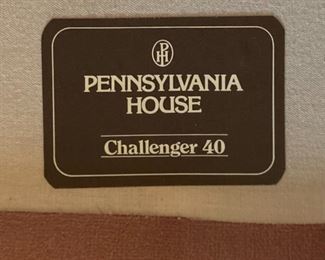 PH
PENNSYLVANIA
HOUSE
Challenger 40